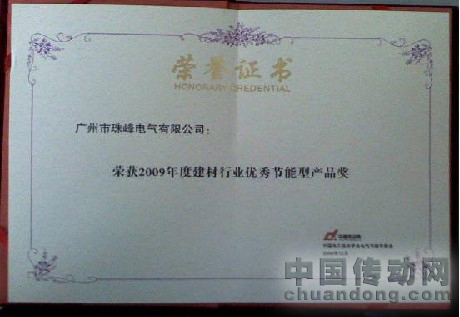 荣誉证书
HONORARY CREDENTIAL
广州市珠峰电气有限公司：
荣获2009年度建材行业优秀节能型产品奖
中国传动网
chuandong.com